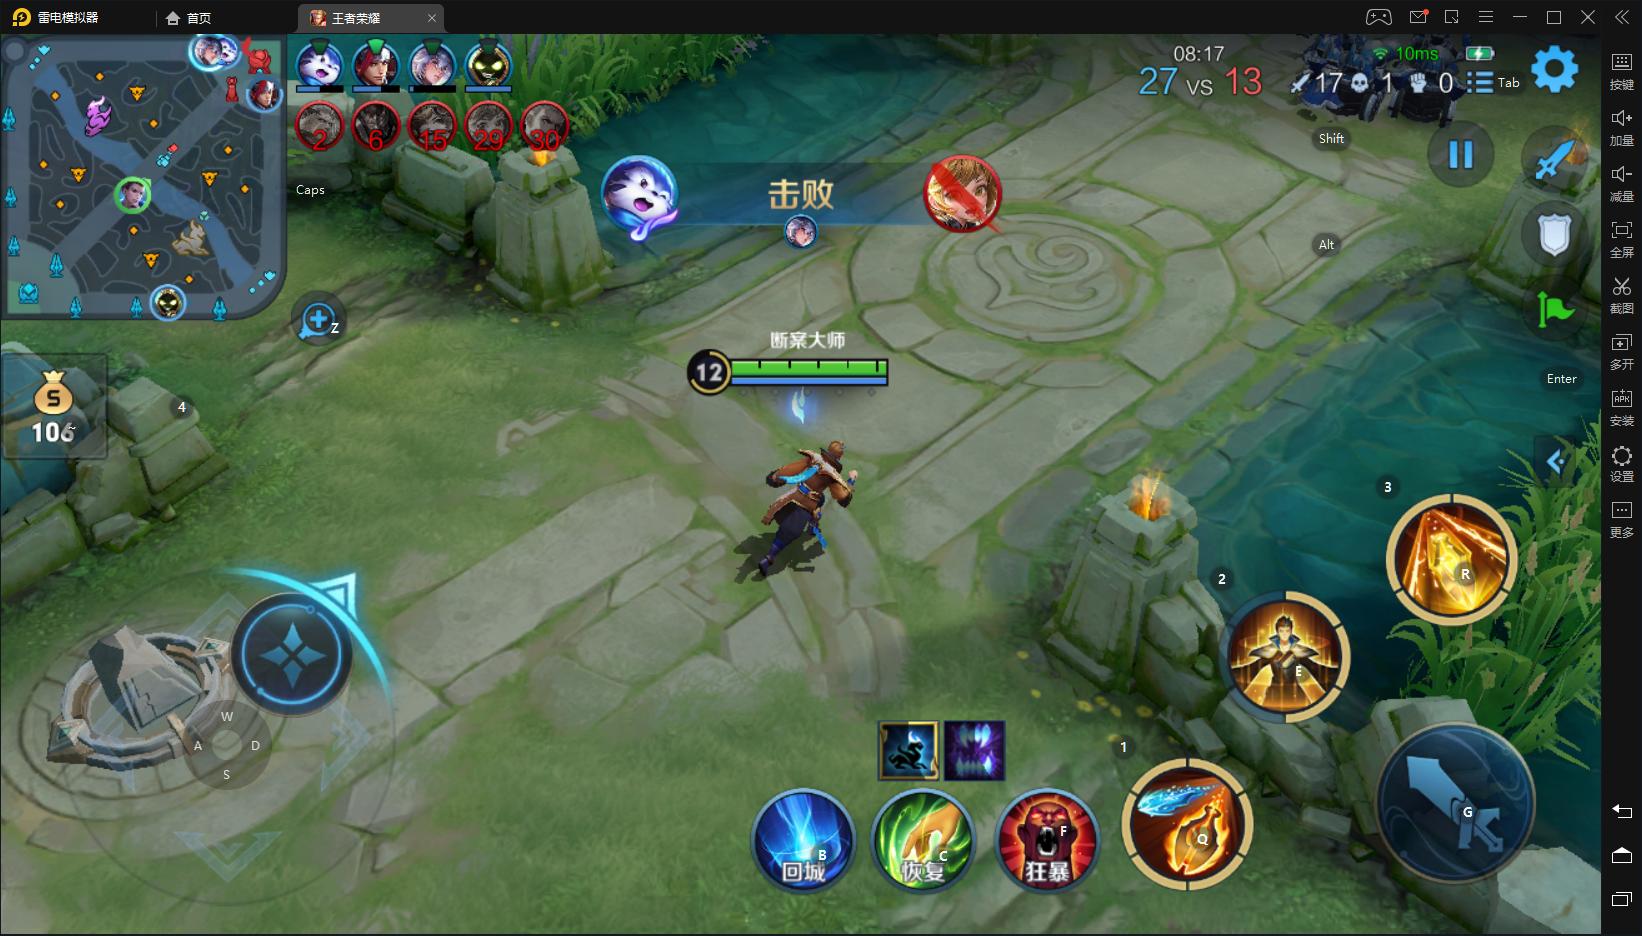 雷电模拟器
首页
王者荣耀
08:17
10ms
27 vs 13
17 1 0
Tab
2 6 15 29 30
Caps
Shift
击败
Alt
Z
断案大师
12
Enter
S
106
4
3
R
2
E
W
A D
S
1
G
Q
B
回城
C
恢复
F
狂暴
按键
加量
减量
全屏
截图
多开
APK
安装
设置
更多